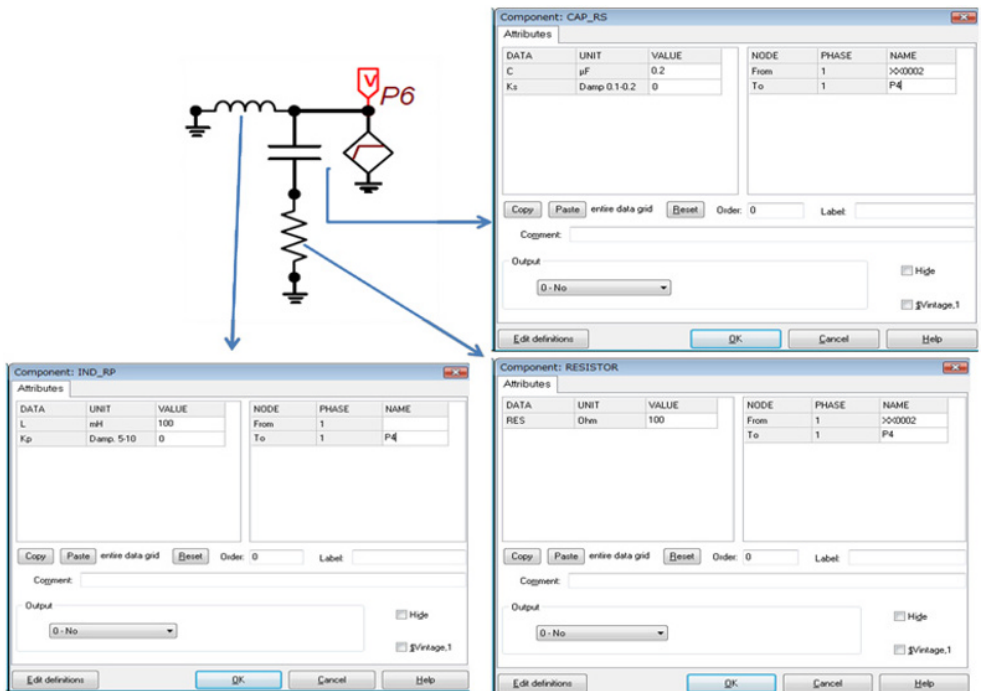 V
P6
Component: CAP_RS
Attributes
DATA UNIT VALUE
C µF 0.2
Ks Damp 0.1-0.2 0
NODE PHASE NAME
From 1 XX0002
To 1 P4
Copy Paste entire data grid Reset Order: 0 Label:
Comment:
Output
0 - No
Hide
$Vintage,1
Edit definitions OK Cancel Help
Component: IND_RP
Attributes
DATA UNIT VALUE
L mH 100
Kp Damp. 5-10 0
NODE PHASE NAME
From 1
To 1 P4
Copy Paste entire data grid Reset Order: 0 Label:
Comment:
Output
0 - No
Hide
$Vintage,1
Edit definitions OK Cancel Help
Component: RESISTOR
Attributes
DATA UNIT VALUE
RES Ohm 100
NODE PHASE NAME
From 1 XX0002
To 1 P4
Copy Paste entire data grid Reset Order: 0 Label:
Comment:
Output
0 - No
Hide
$Vintage,1
Edit definitions OK Cancel Help